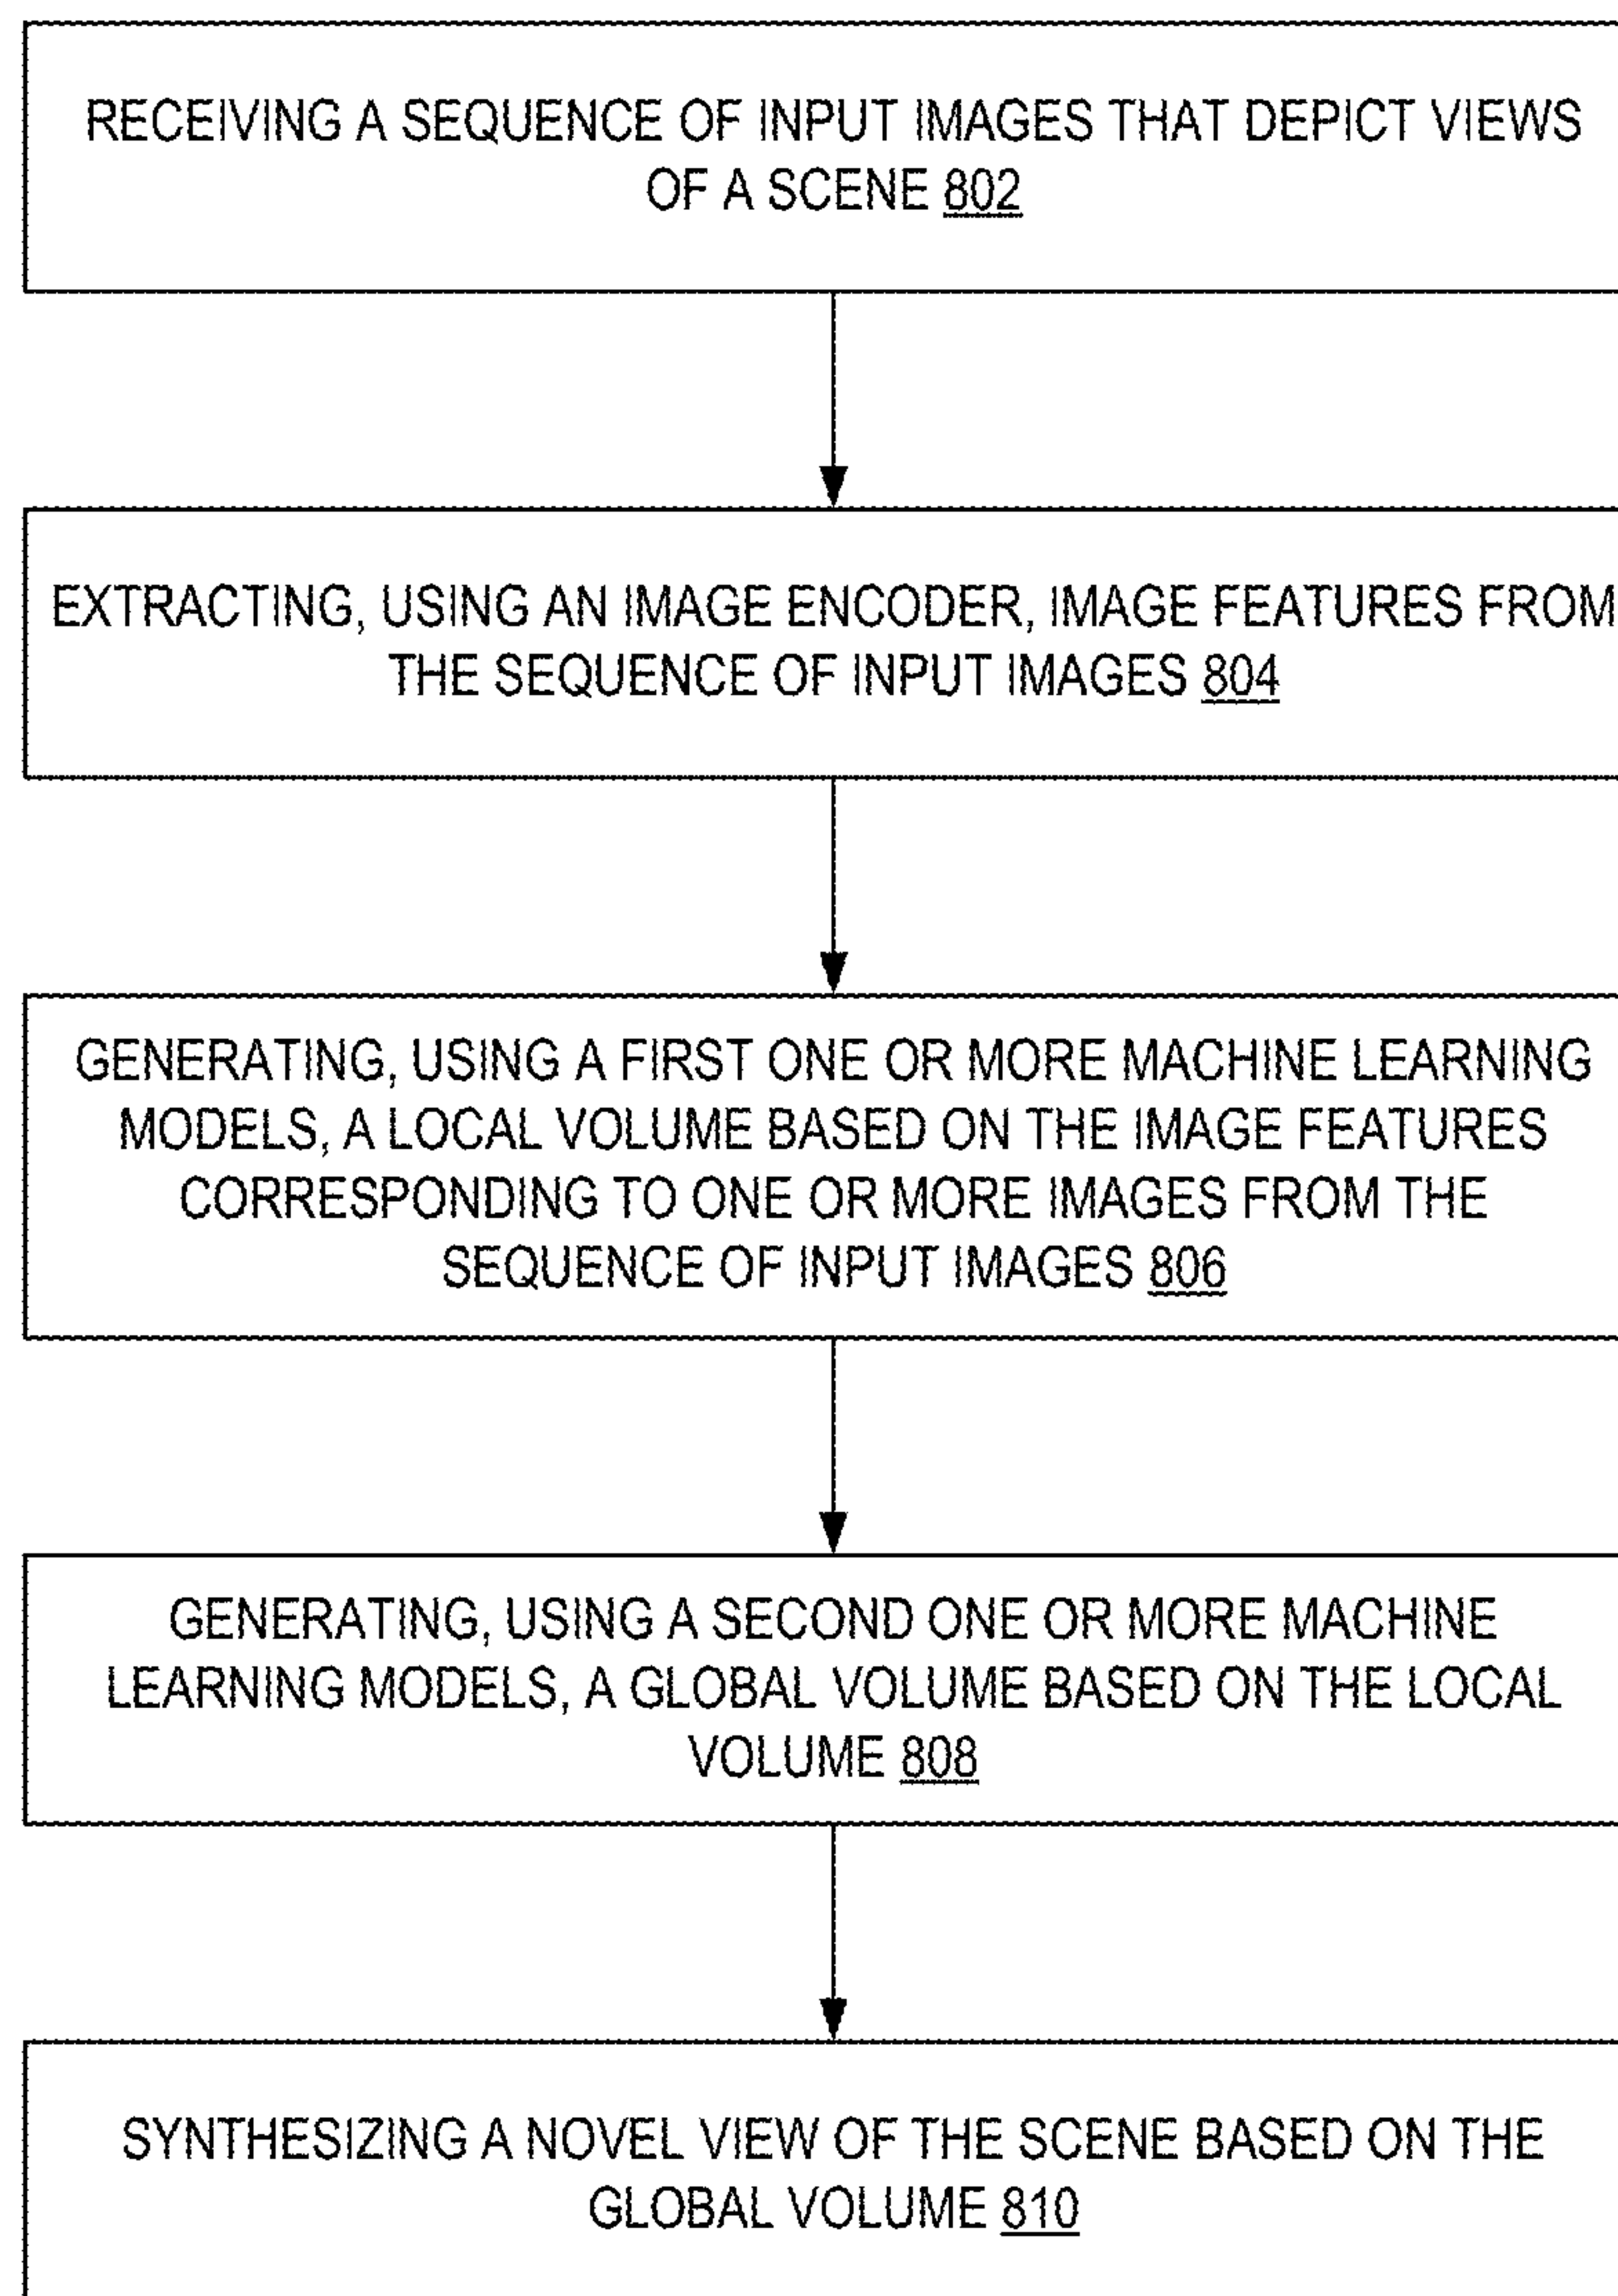 RECEIVING A SEQUENCE OF INPUT IMAGES THAT DEPICT VIEWS
OF A SCENE 802
EXTRACTING, USING AN IMAGE ENCODER, IMAGE FEATURES FROM
THE SEQUENCE OF INPUT IMAGES 804
GENERATING, USING A FIRST ONE OR MORE MACHINE LEARNING
MODELS, A LOCAL VOLUME BASED ON THE IMAGE FEATURES
CORRESPONDING TO ONE OR MORE IMAGES FROM THE
SEQUENCE OF INPUT IMAGES 806
GENERATING, USING A SECOND ONE OR MORE MACHINE
LEARNING MODELS, A GLOBAL VOLUME BASED ON THE LOCAL
VOLUME 808
SYNTHESIZING A NOVEL VIEW OF THE SCENE BASED ON THE
GLOBAL VOLUME 810